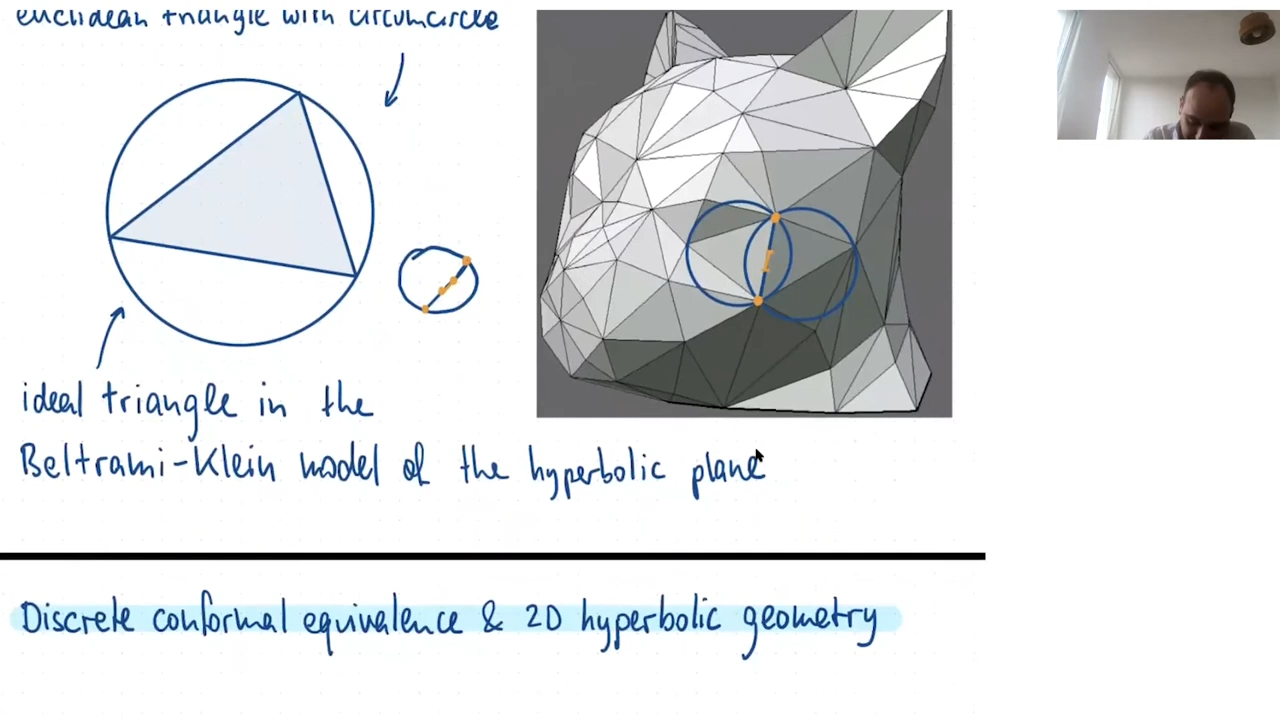 euclidean triangle with circumcircle
ideal triangle in the
Beltrami-Klein model of the hyperbolic plane
Discrete conformal equivalence & 2D hyperbolic geometry